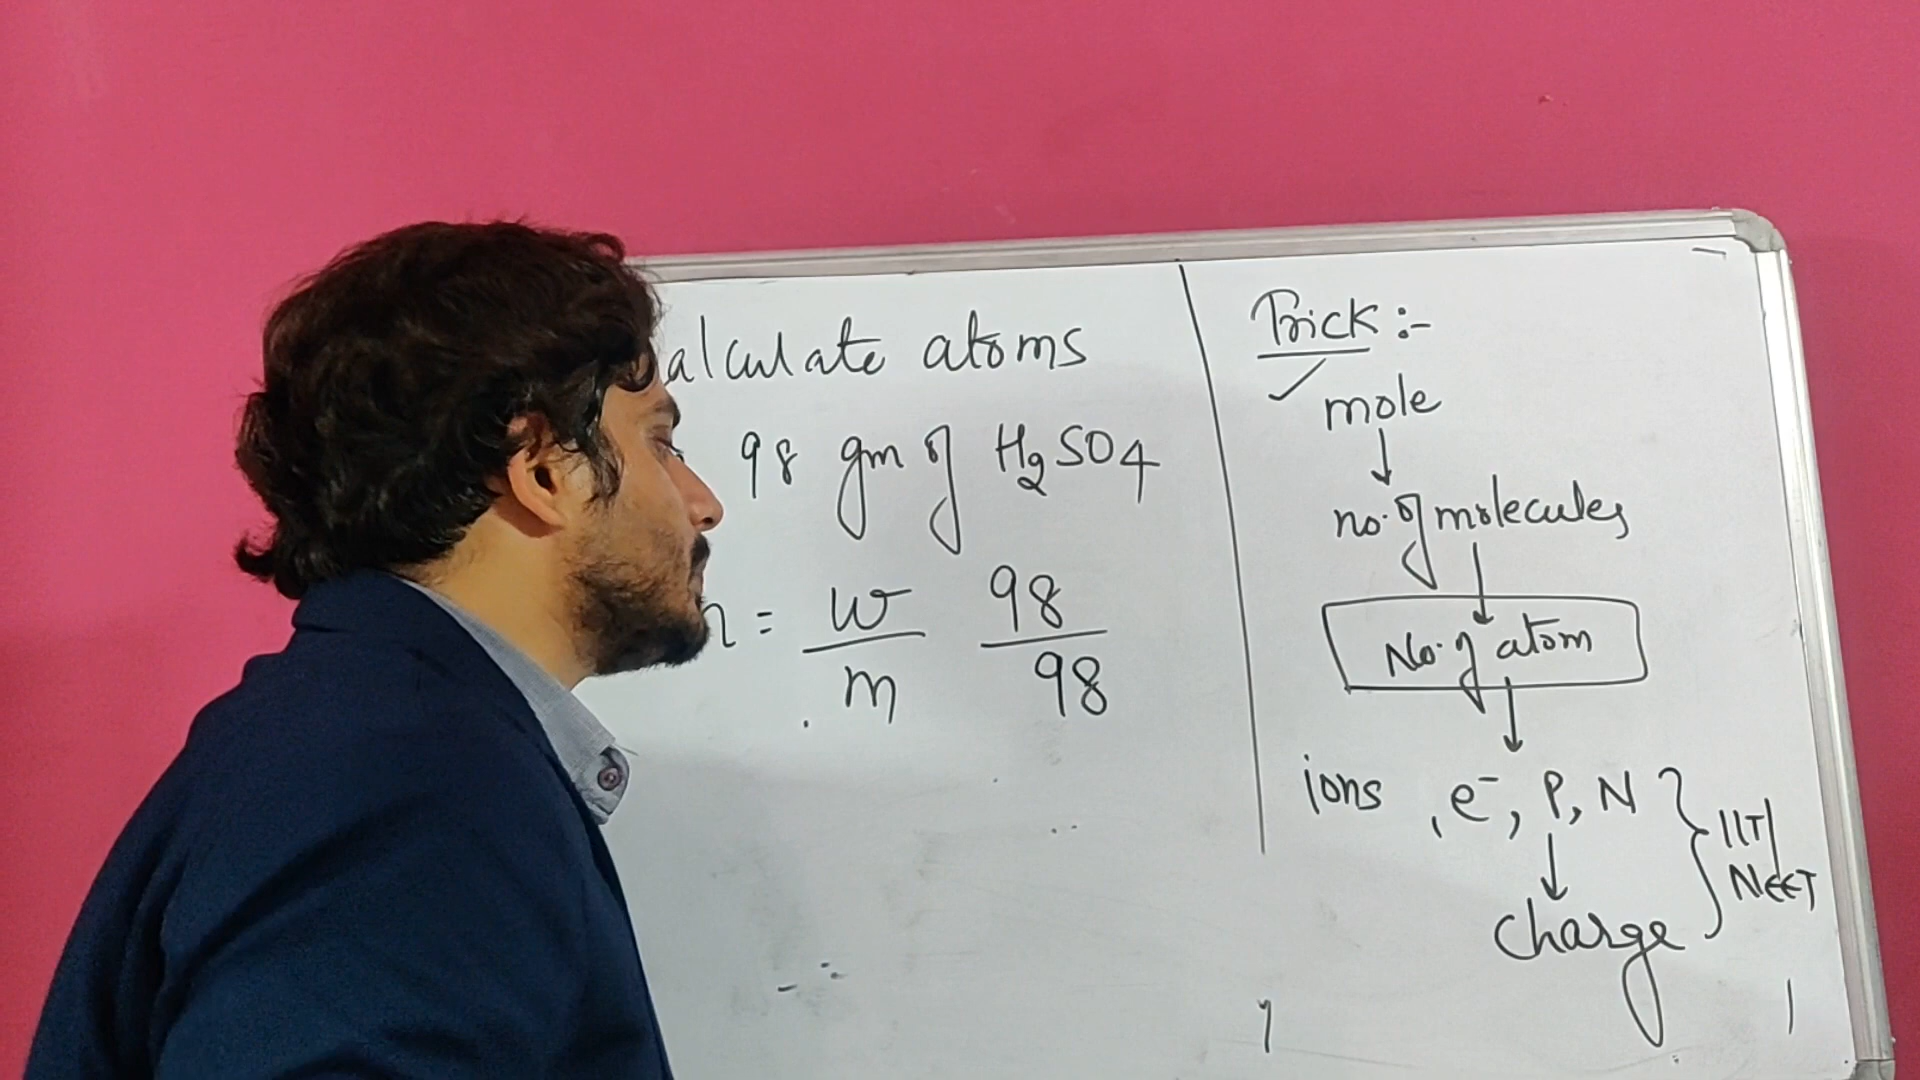 alculate atoms
98 gm of H2SO4
n = w/m 98/98
Trick :-
✓ mole
↓
no. of molecules
↓
No. of atom
↓
ions , e⁻, P, N } IIT/
NEET
↓
charge